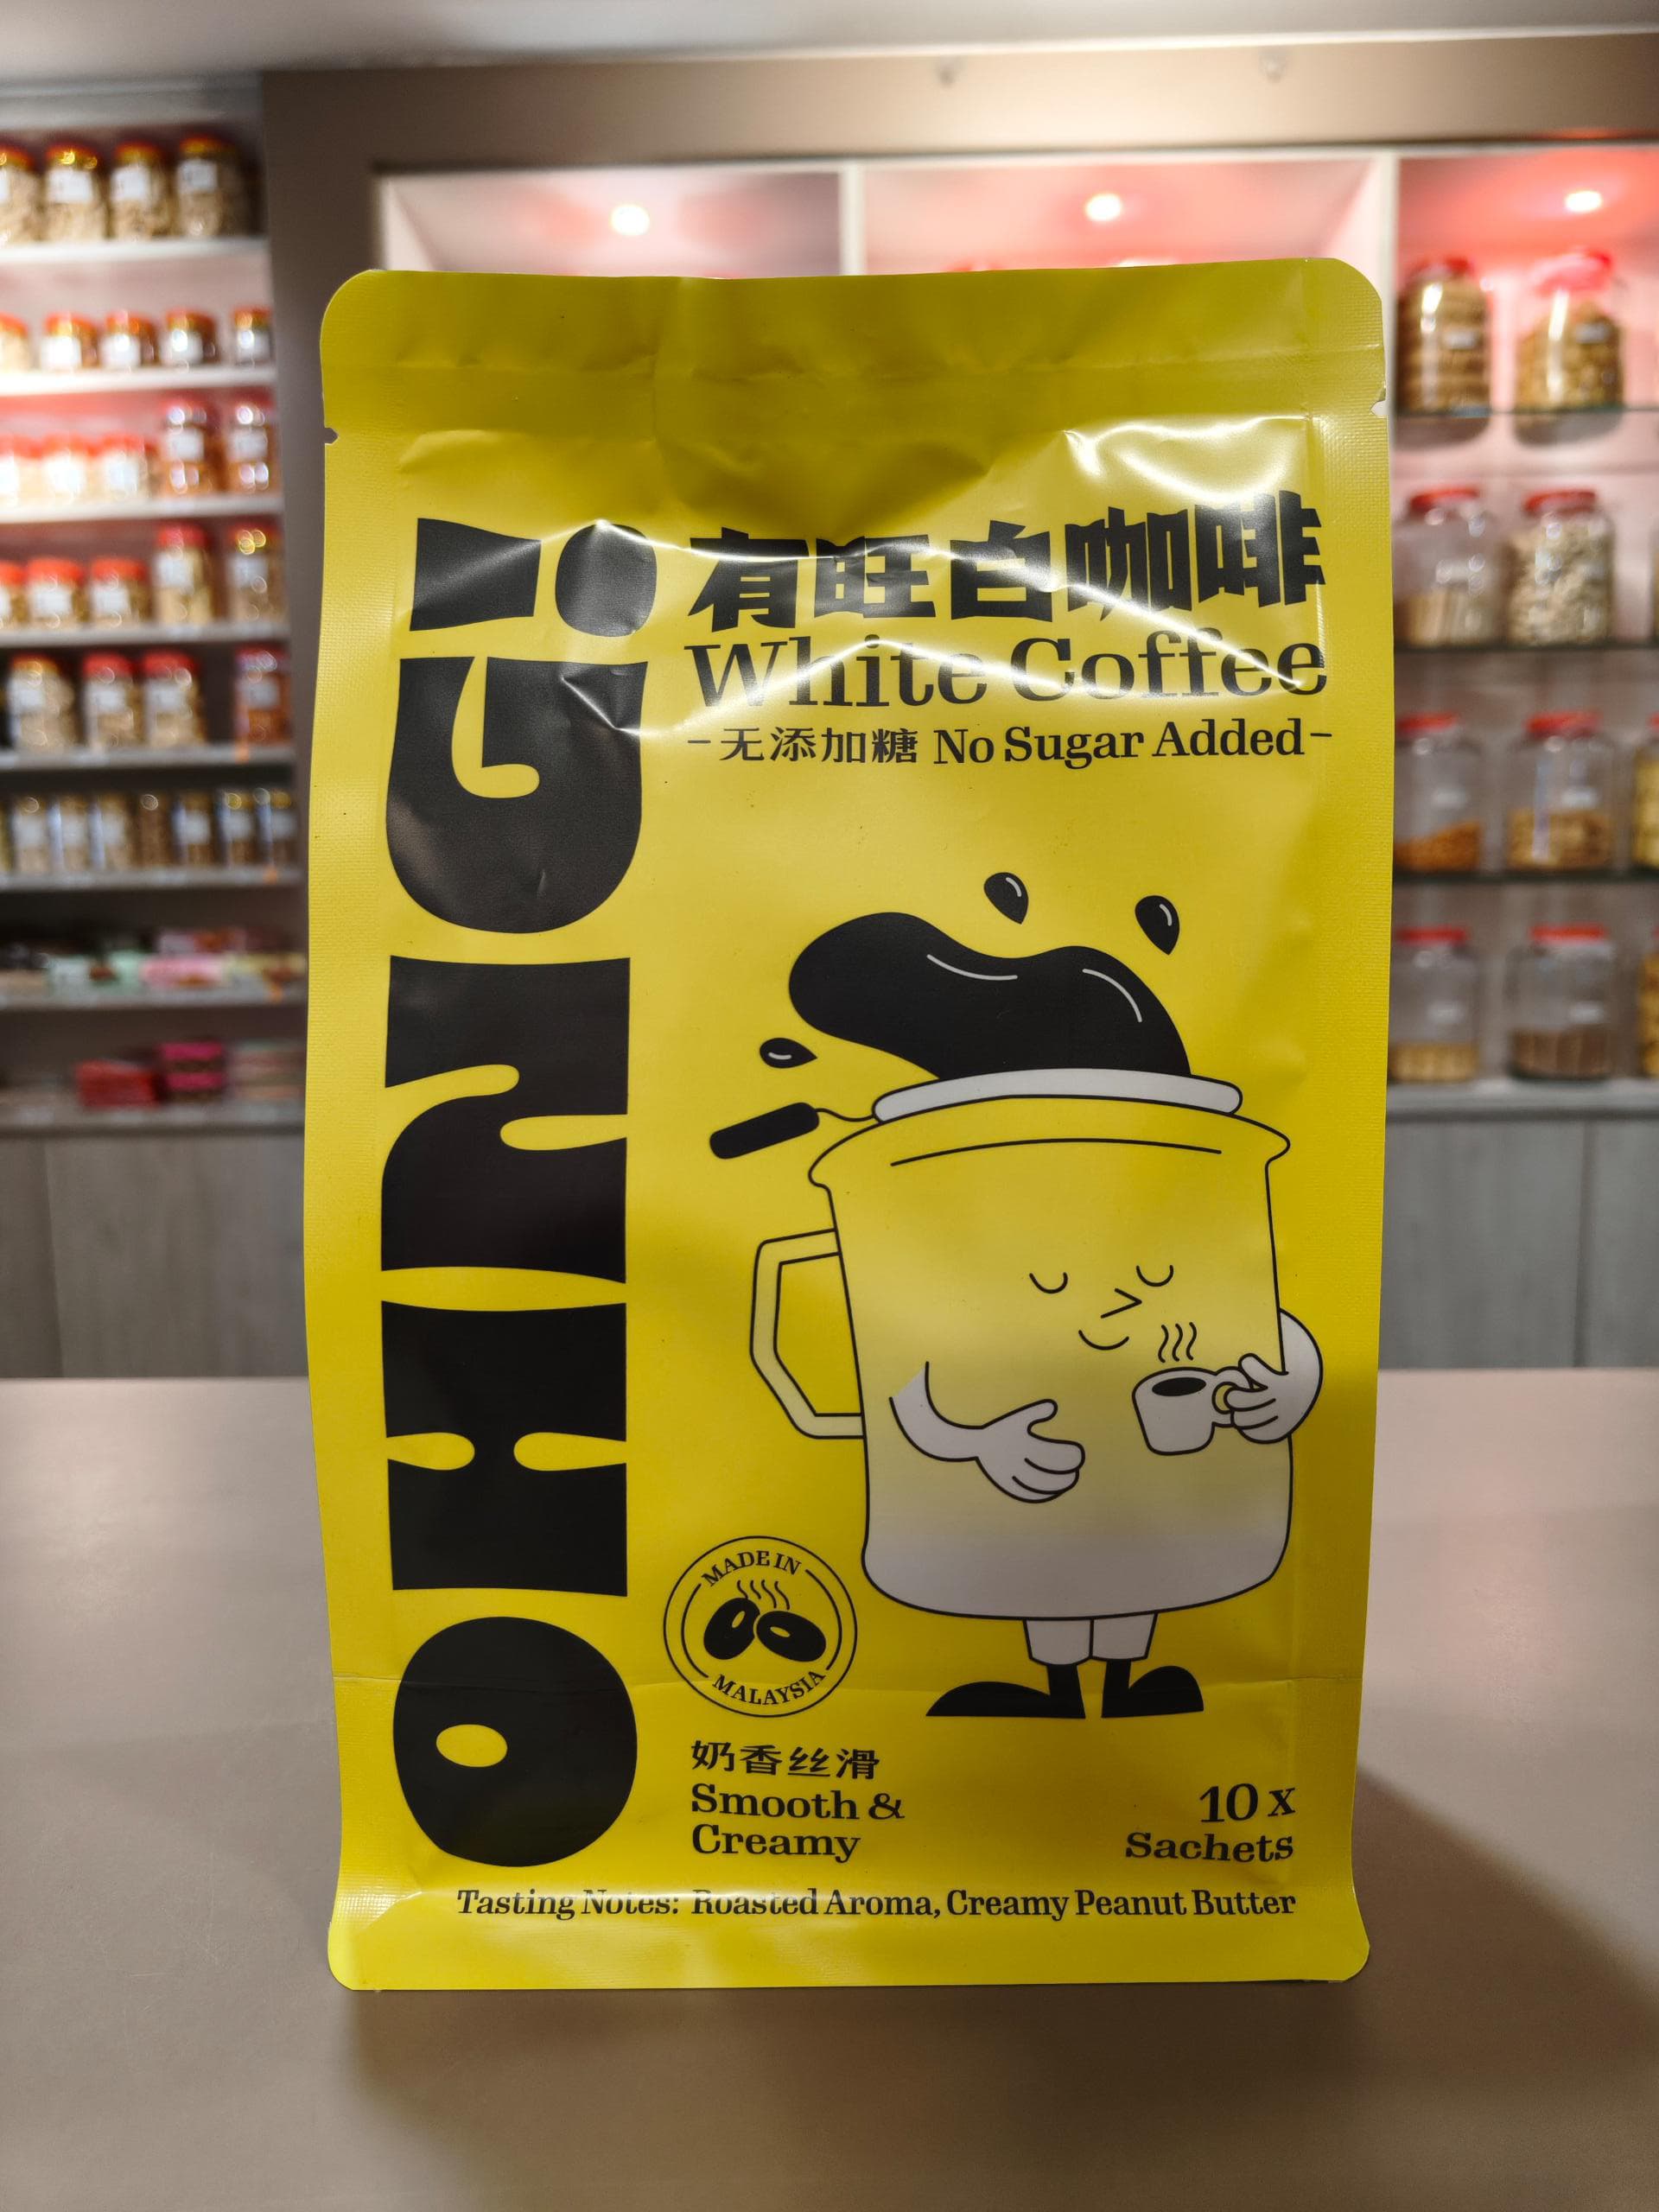 OHNG!
有旺白咖啡
White Coffee
-无添加糖 No Sugar Added-
MADE IN
MALAYSIA
奶香丝滑
Smooth &
Creamy
10 x
Sachets
Tasting Notes: Roasted Aroma, Creamy Peanut Butter